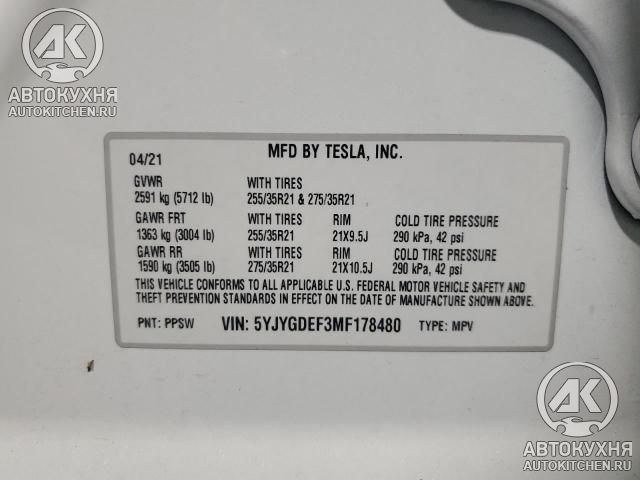 AK
АВТОКУХНЯ
AUTOKITCHEN.RU
MFD BY TESLA, INC.
04/21
GVWR WITH TIRES
2591 kg (5712 lb) 255/35R21 & 275/35R21
GAWR FRT WITH TIRES RIM COLD TIRE PRESSURE
1363 kg (3004 lb) 255/35R21 21X9.5J 290 kPa, 42 psi
GAWR RR WITH TIRES RIM COLD TIRE PRESSURE
1590 kg (3505 lb) 275/35R21 21X10.5J 290 kPa, 42 psi
THIS VEHICLE CONFORMS TO ALL APPLICABLE U.S. FEDERAL MOTOR VEHICLE SAFETY AND
THEFT PREVENTION STANDARDS IN EFFECT ON THE DATE OF MANUFACTURE SHOWN ABOVE.
PNT: PPSW VIN: 5YJYGDEF3MF178480 TYPE: MPV
AK
АВТОКУХНЯ
AUTOKITCHEN.RU